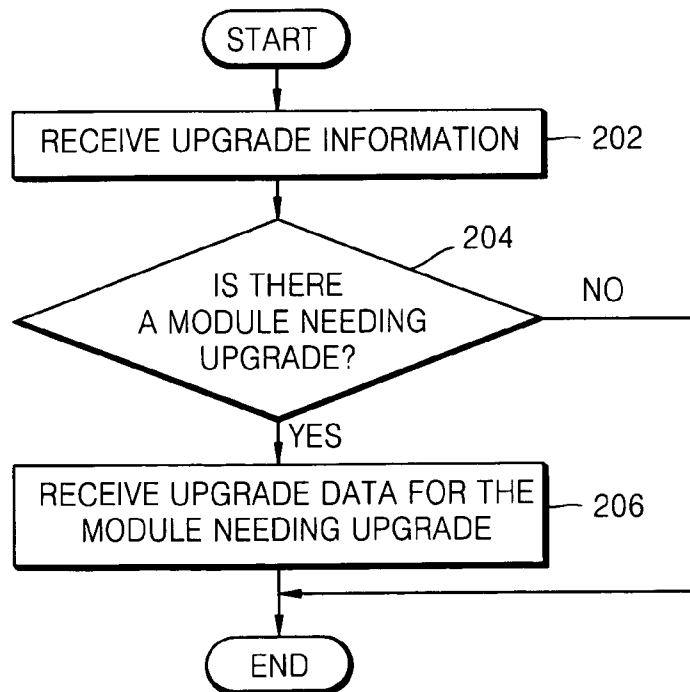 START
RECEIVE UPGRADE INFORMATION
202
204
IS THERE
A MODULE NEEDING
UPGRADE?
NO
YES
RECEIVE UPGRADE DATA FOR THE
MODULE NEEDING UPGRADE
206
END